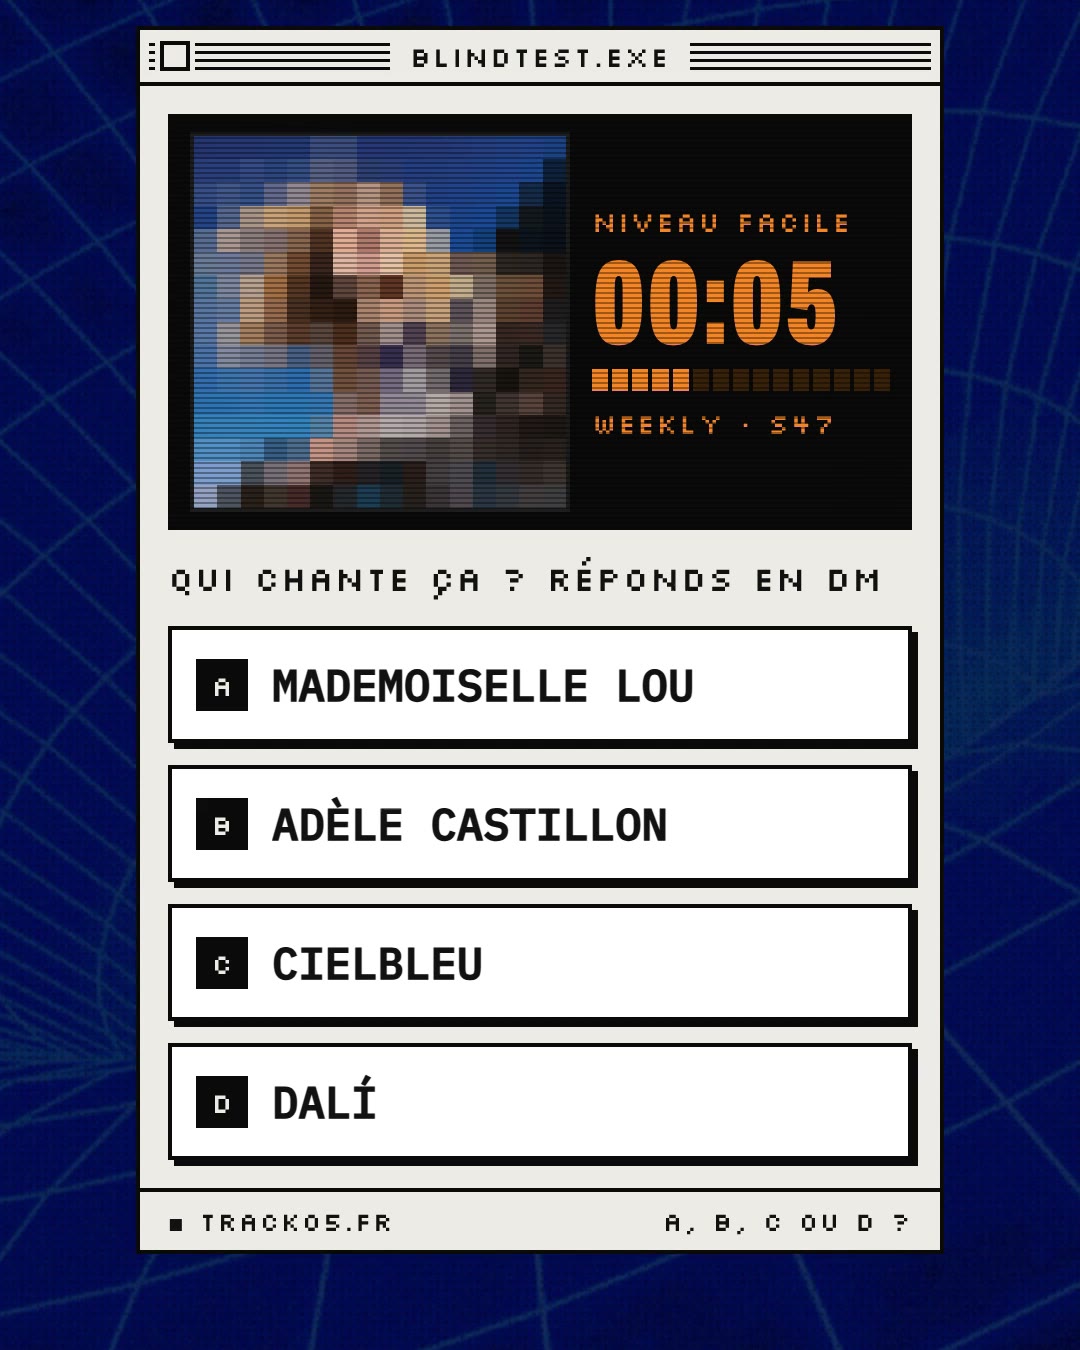 BLINDTEST.EXE
NIVEAU FACILE
00:05
WEEKLY · S47
QUI CHANTE ÇA ? RÉPONDS EN DM
A MADEMOISELLE LOU
B ADÈLE CASTILLON
C CIELBLEU
D DALÍ
■ TRACK05.FR
A, B, C OU D ?